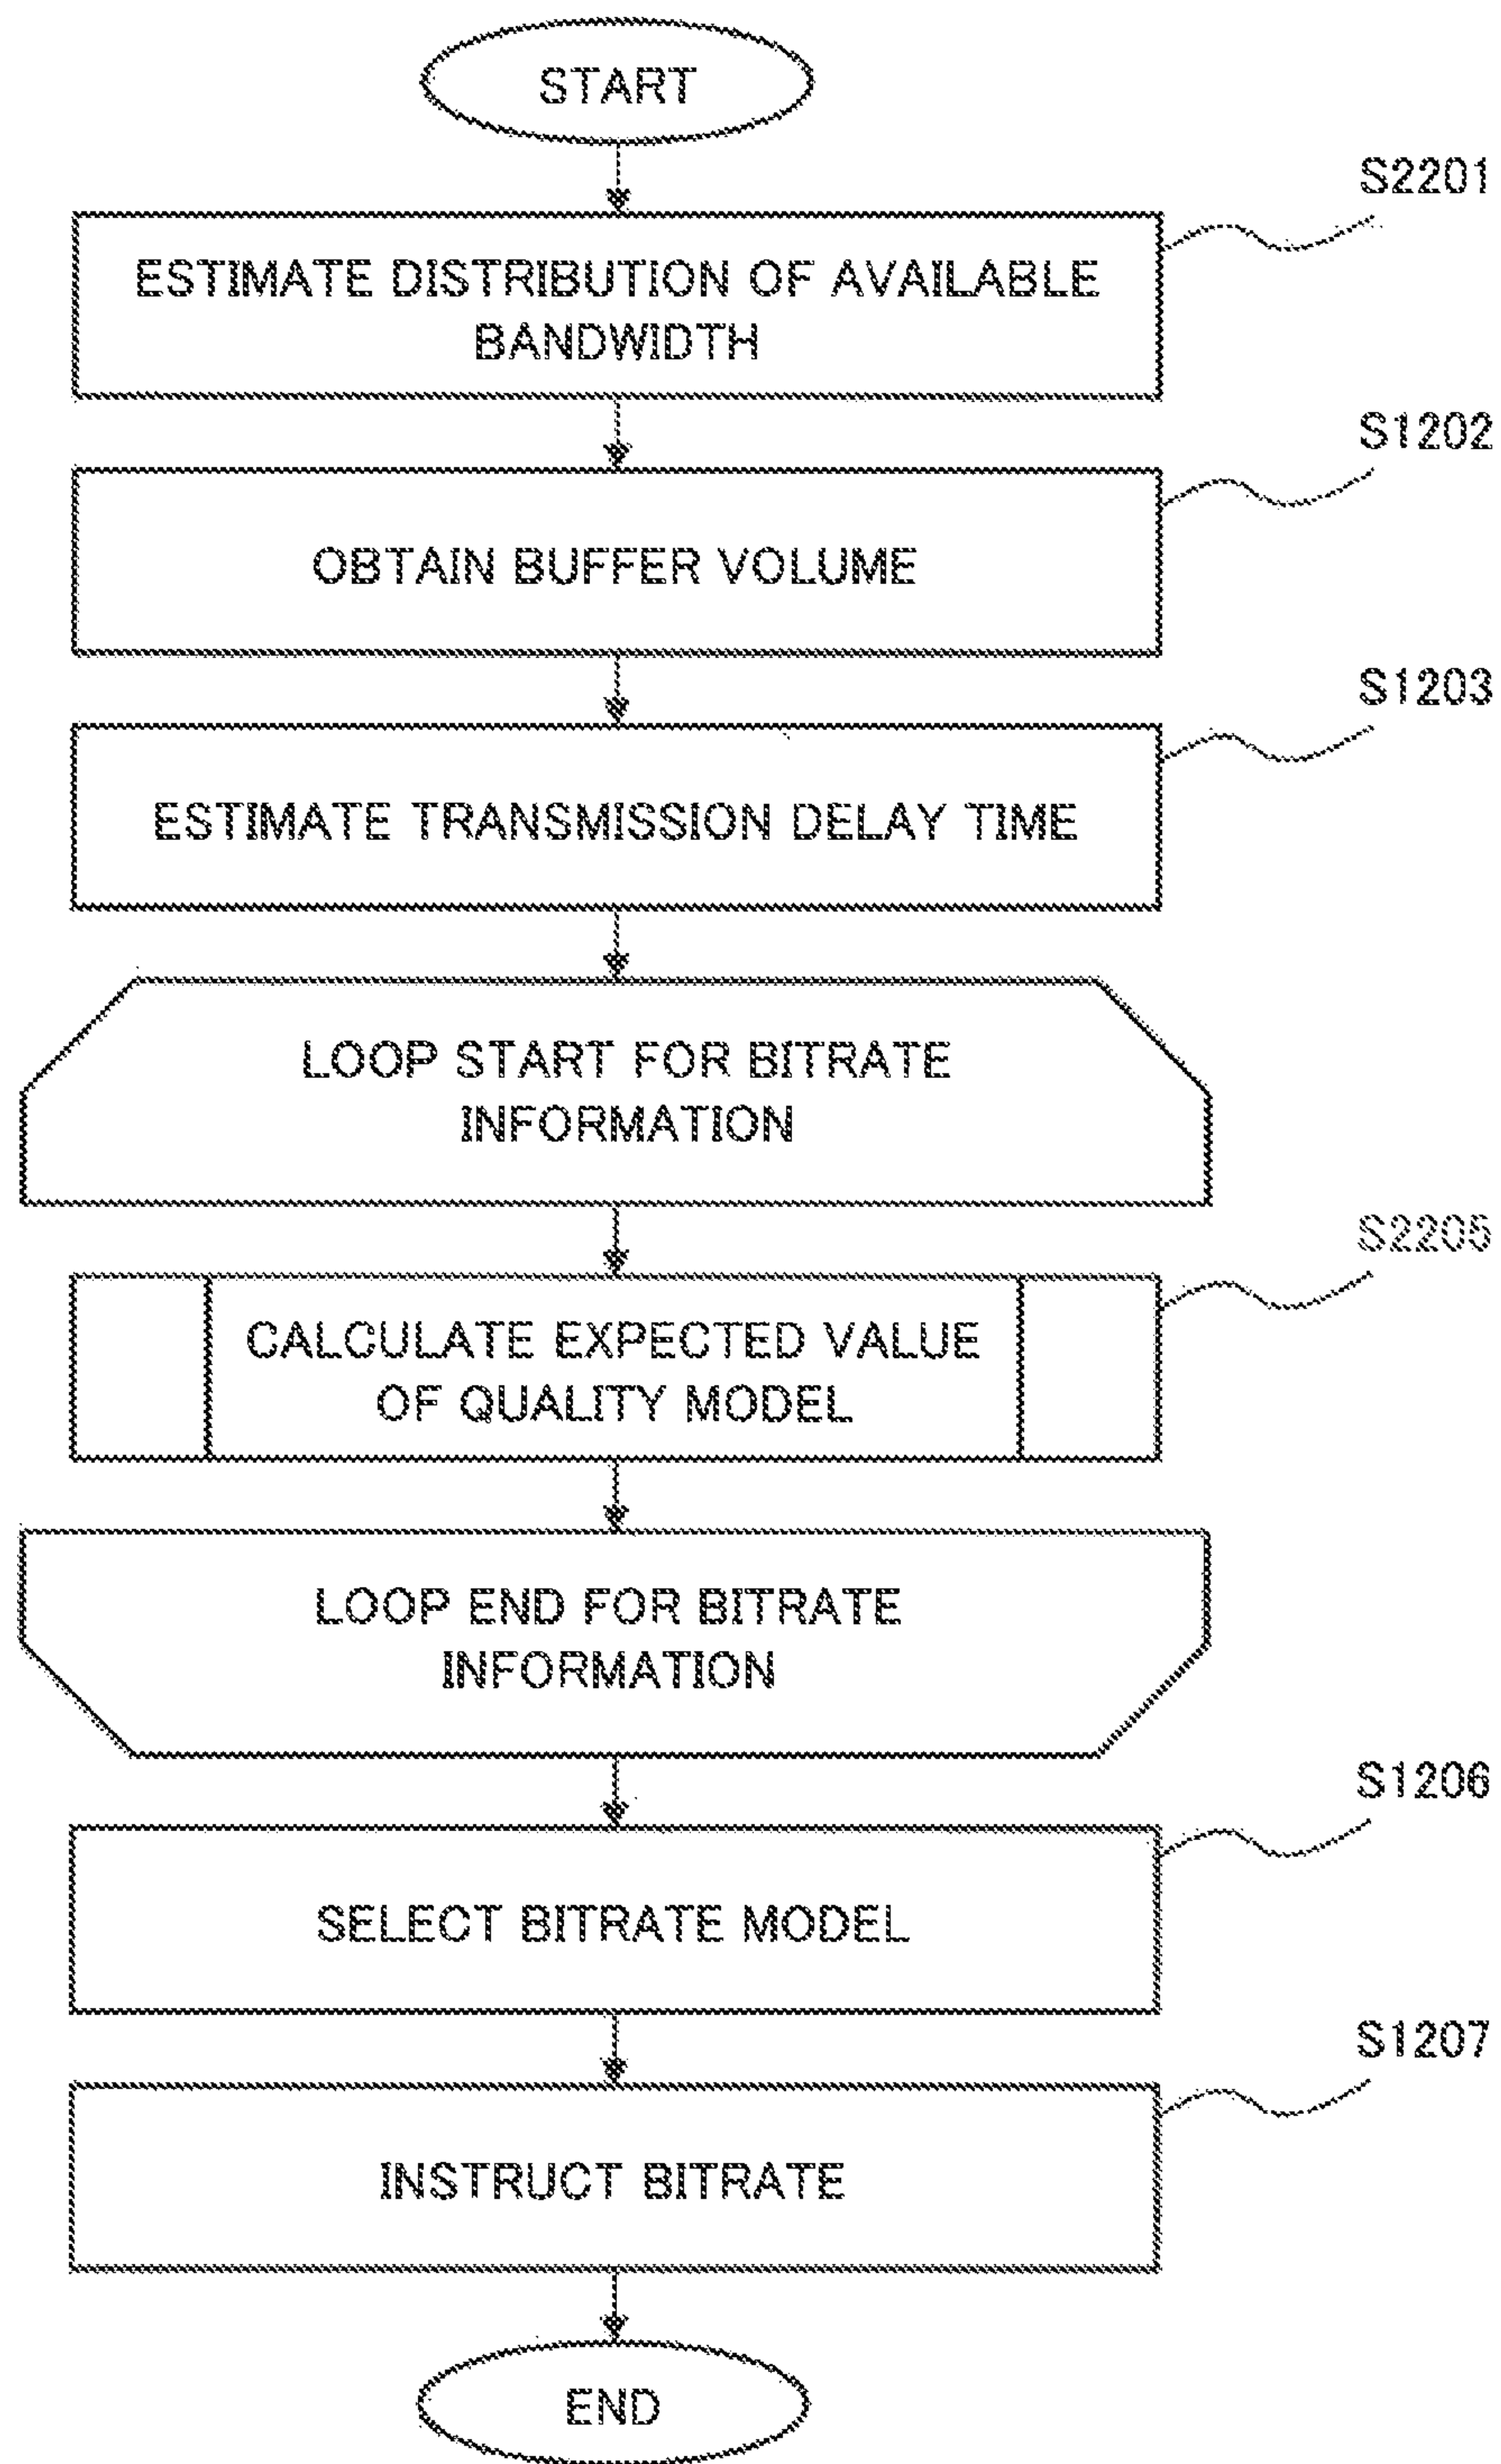 START
S2201
ESTIMATE DISTRIBUTION OF AVAILABLE
BANDWIDTH
S1202
OBTAIN BUFFER VOLUME
S1203
ESTIMATE TRANSMISSION DELAY TIME
LOOP START FOR BITRATE
INFORMATION
S2205
CALCULATE EXPECTED VALUE
OF QUALITY MODEL
LOOP END FOR BITRATE
INFORMATION
S1206
SELECT BITRATE MODEL
S1207
INSTRUCT BITRATE
END